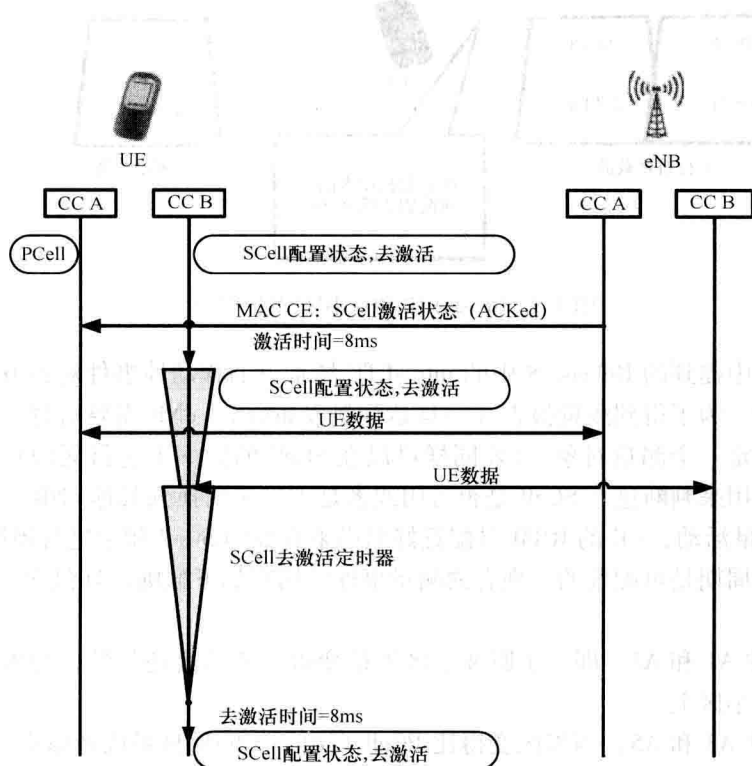 UE
eNB
CC A
CC B
CC A
CC B
PCell
SCell配置状态,去激活
MAC CE：SCell激活状态（ACKed）
激活时间=8ms
SCell配置状态,去激活
UE数据
UE数据
SCell去激活定时器
去激活时间=8ms
SCell配置状态,去激活